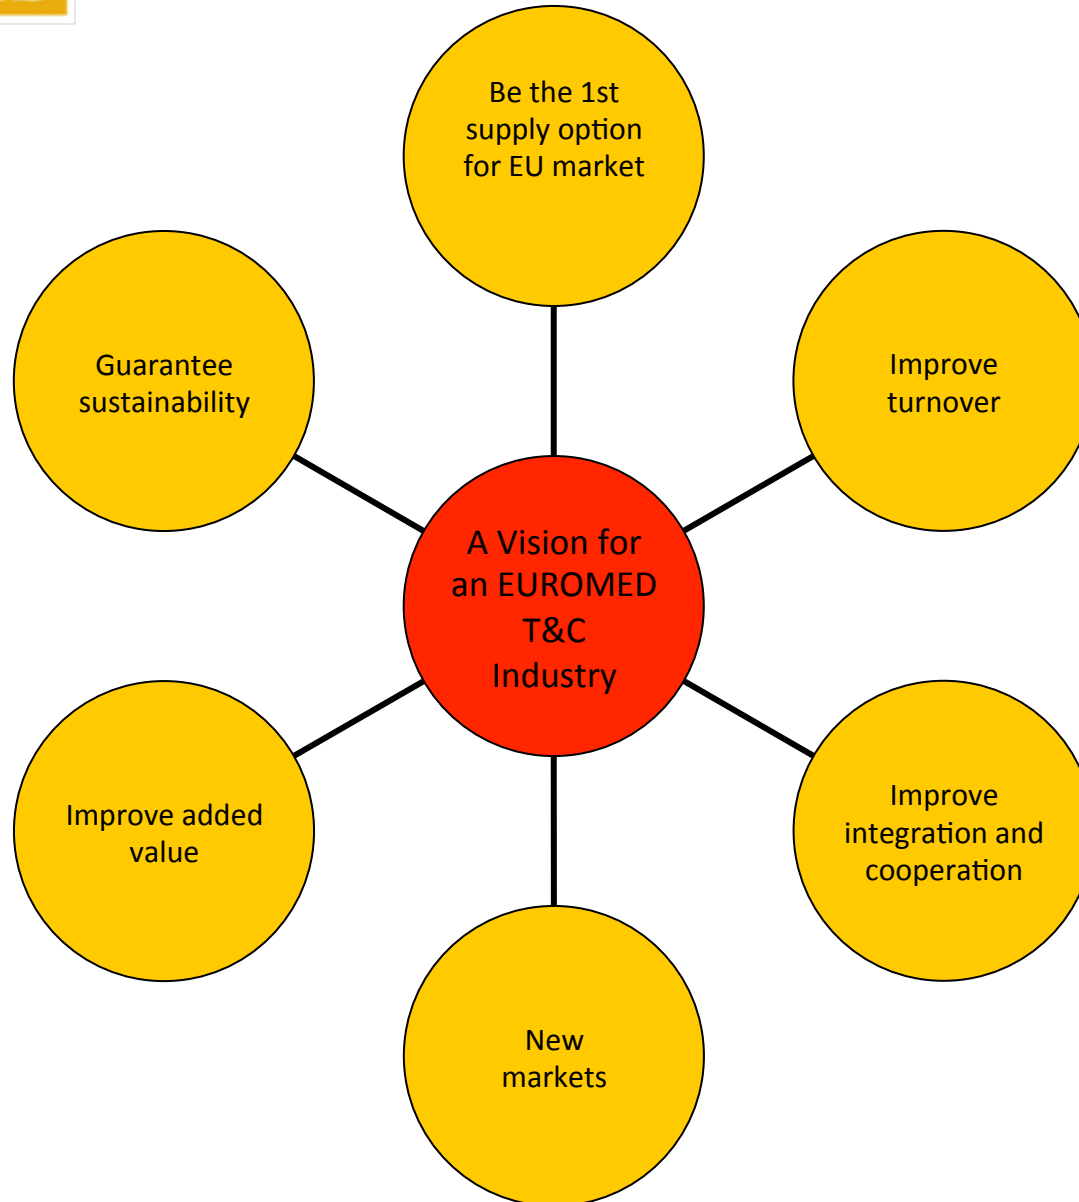 Be the 1st
supply option
for EU market
Guarantee
sustainability
Improve
turnover
A Vision for
an EUROMED
T&C
Industry
Improve added
value
Improve
integration and
cooperation
New
markets